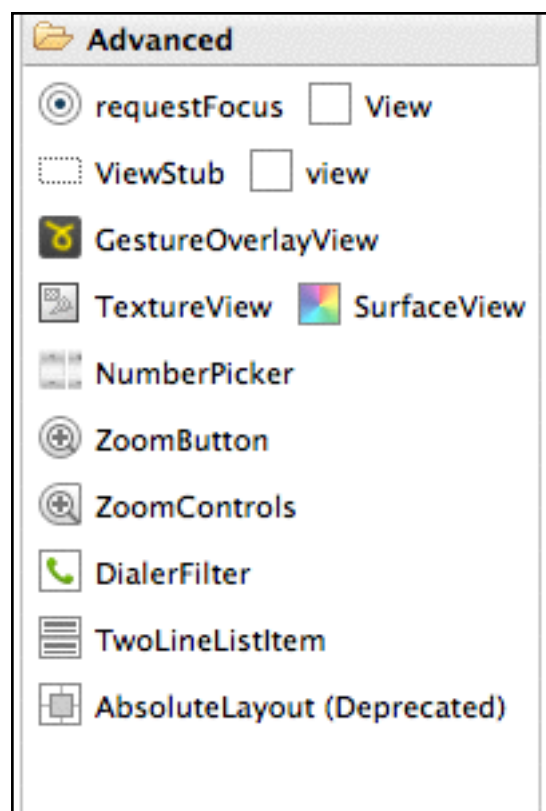 Advanced
requestFocus View
ViewStub view
GestureOverlayView
TextureView SurfaceView
NumberPicker
ZoomButton
ZoomControls
DialerFilter
TwoLineListItem
AbsoluteLayout (Deprecated)